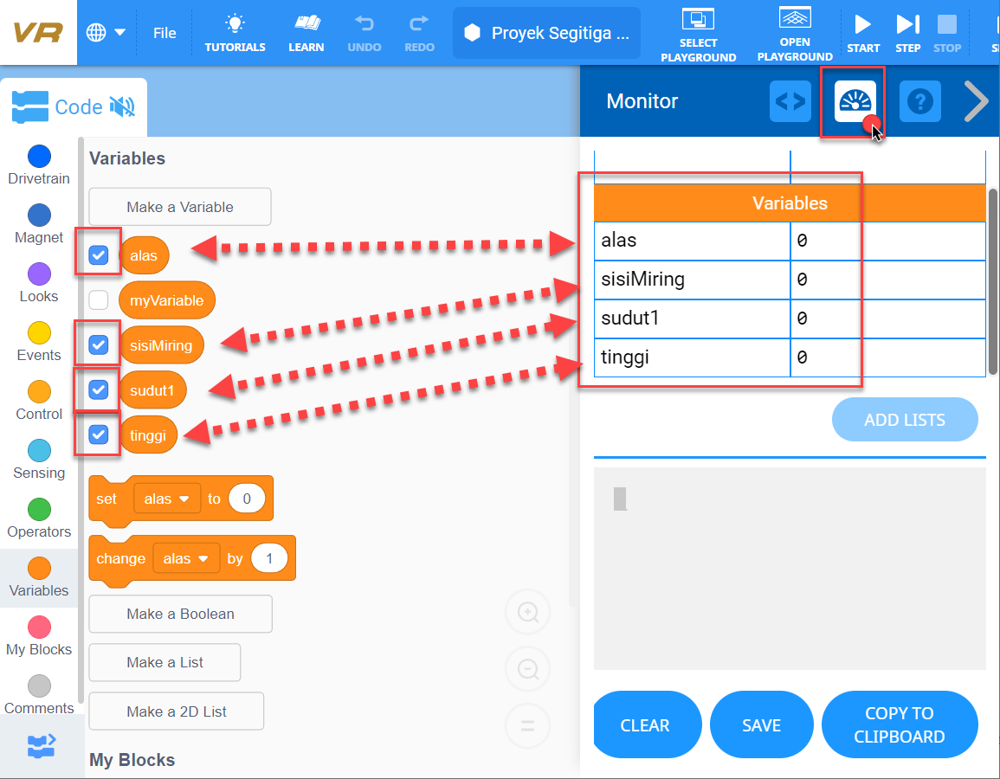 VR
File
TUTORIALS
LEARN
UNDO
REDO
Proyek Segitiga ...
SELECT
PLAYGROUND
OPEN
PLAYGROUND
START
STEP
STOP
Code
Monitor
?
Drivetrain
Magnet
Looks
Events
Control
Sensing
Operators
Variables
My Blocks
Comments
Variables
Make a Variable
alas
myVariable
sisiMiring
sudut1
tinggi
set alas to 0
change alas by 1
Make a Boolean
Make a List
Make a 2D List
My Blocks
Variables
alas 0
sisiMiring 0
sudut1 0
tinggi 0
ADD LISTS
CLEAR
SAVE
COPY TO
CLIPBOARD